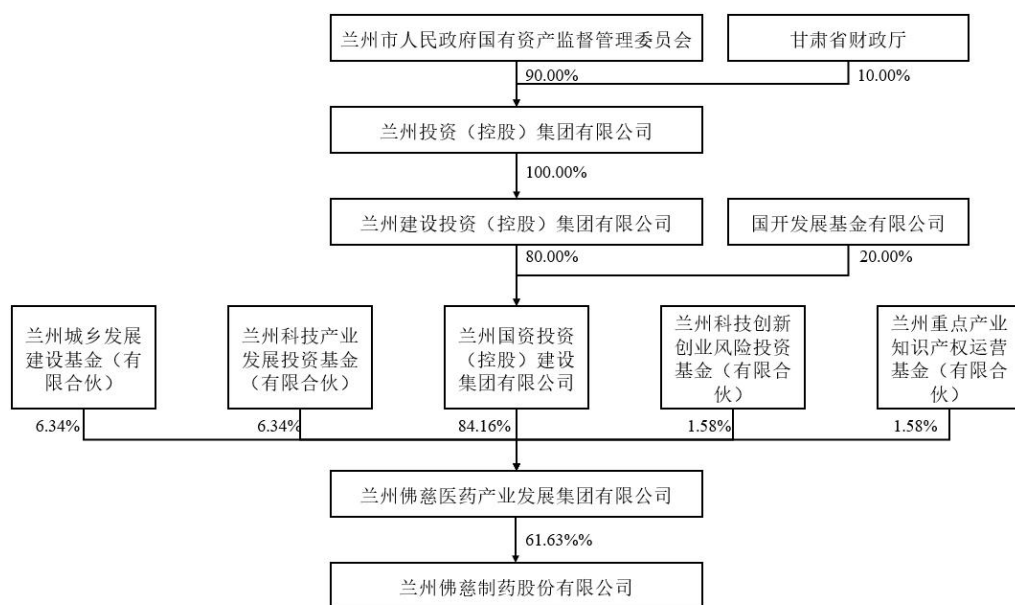 兰州市人民政府国有资产监督管理委员会
甘肃省财政厅
90.00%
10.00%
兰州投资（控股）集团有限公司
100.00%
兰州建设投资（控股）集团有限公司
国开发展基金有限公司
80.00%
20.00%
兰州城乡发展
建设基金（有
限合伙）
兰州科技产业
发展投资基金
（有限合伙）
兰州国资投资
（控股）建设
集团有限公司
兰州科技创新
创业风险投资
基金（有限合
伙）
兰州重点产业
知识产权运营
基金（有限合
伙）
6.34%
6.34%
84.16%
1.58%
1.58%
兰州佛慈医药产业发展集团有限公司
61.63%%
兰州佛慈制药股份有限公司